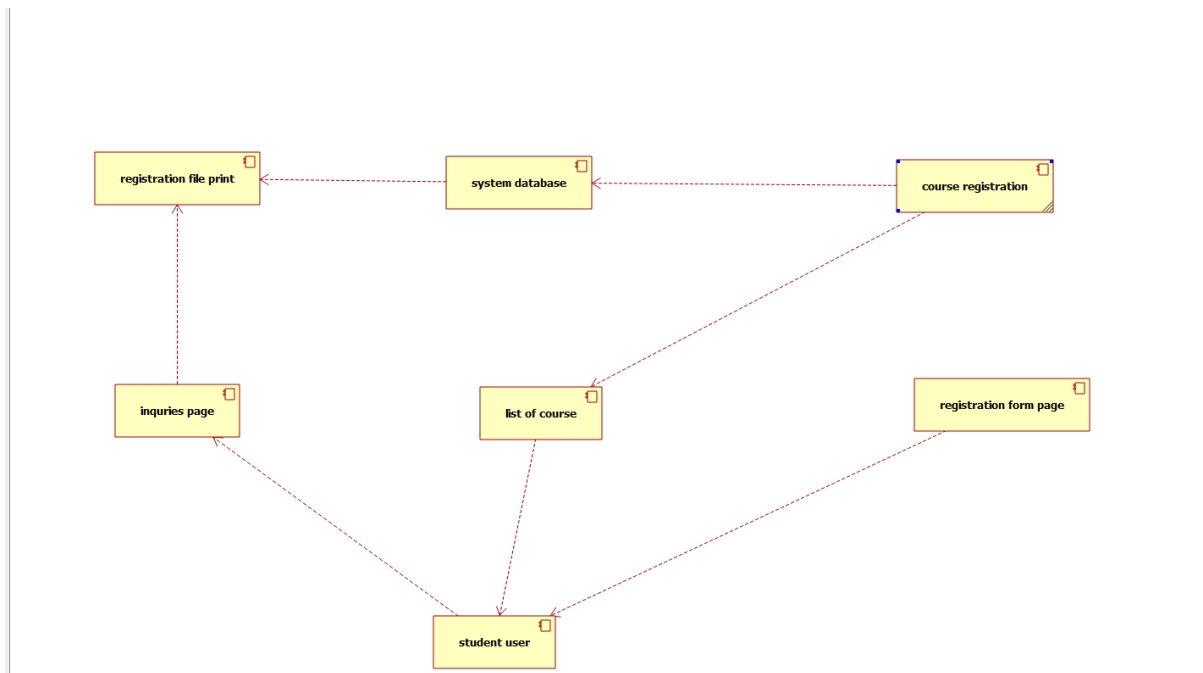 registration file print
system database
course registration
inquries page
list of course
registration form page
student user